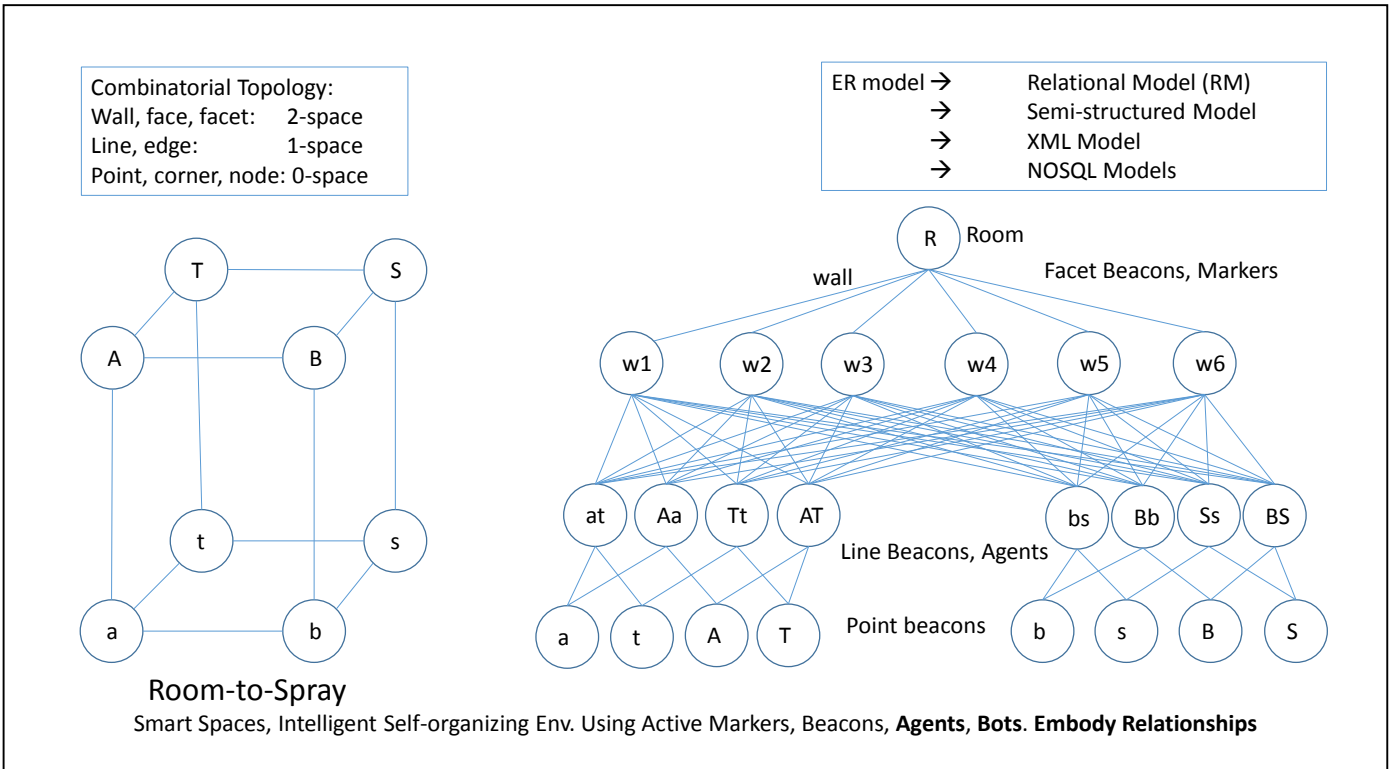 Combinatorial Topology:
Wall, face, facet: 2-space
Line, edge: 1-space
Point, corner, node: 0-space
ER model → Relational Model (RM)
→ Semi-structured Model
→ XML Model
→ NOSQL Models
T
S
A
B
t
s
a
b
Room-to-Spray
R
Room
wall
Facet Beacons, Markers
w1
w2
w3
w4
w5
w6
at
Aa
Tt
AT
bs
Bb
Ss
BS
Line Beacons, Agents
a
t
A
T
Point beacons
b
s
B
S
Smart Spaces, Intelligent Self-organizing Env. Using Active Markers, Beacons, Agents, Bots. Embody Relationships